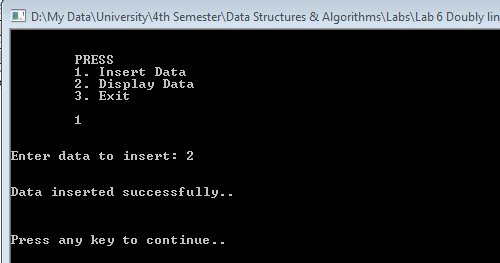 D:\My Data\University\4th Semester\Data Structures & Algorithms\Labs\Lab 6 Doubly lin
PRESS
1. Insert Data
2. Display Data
3. Exit
1
Enter data to insert: 2
Data inserted successfully..
Press any key to continue..